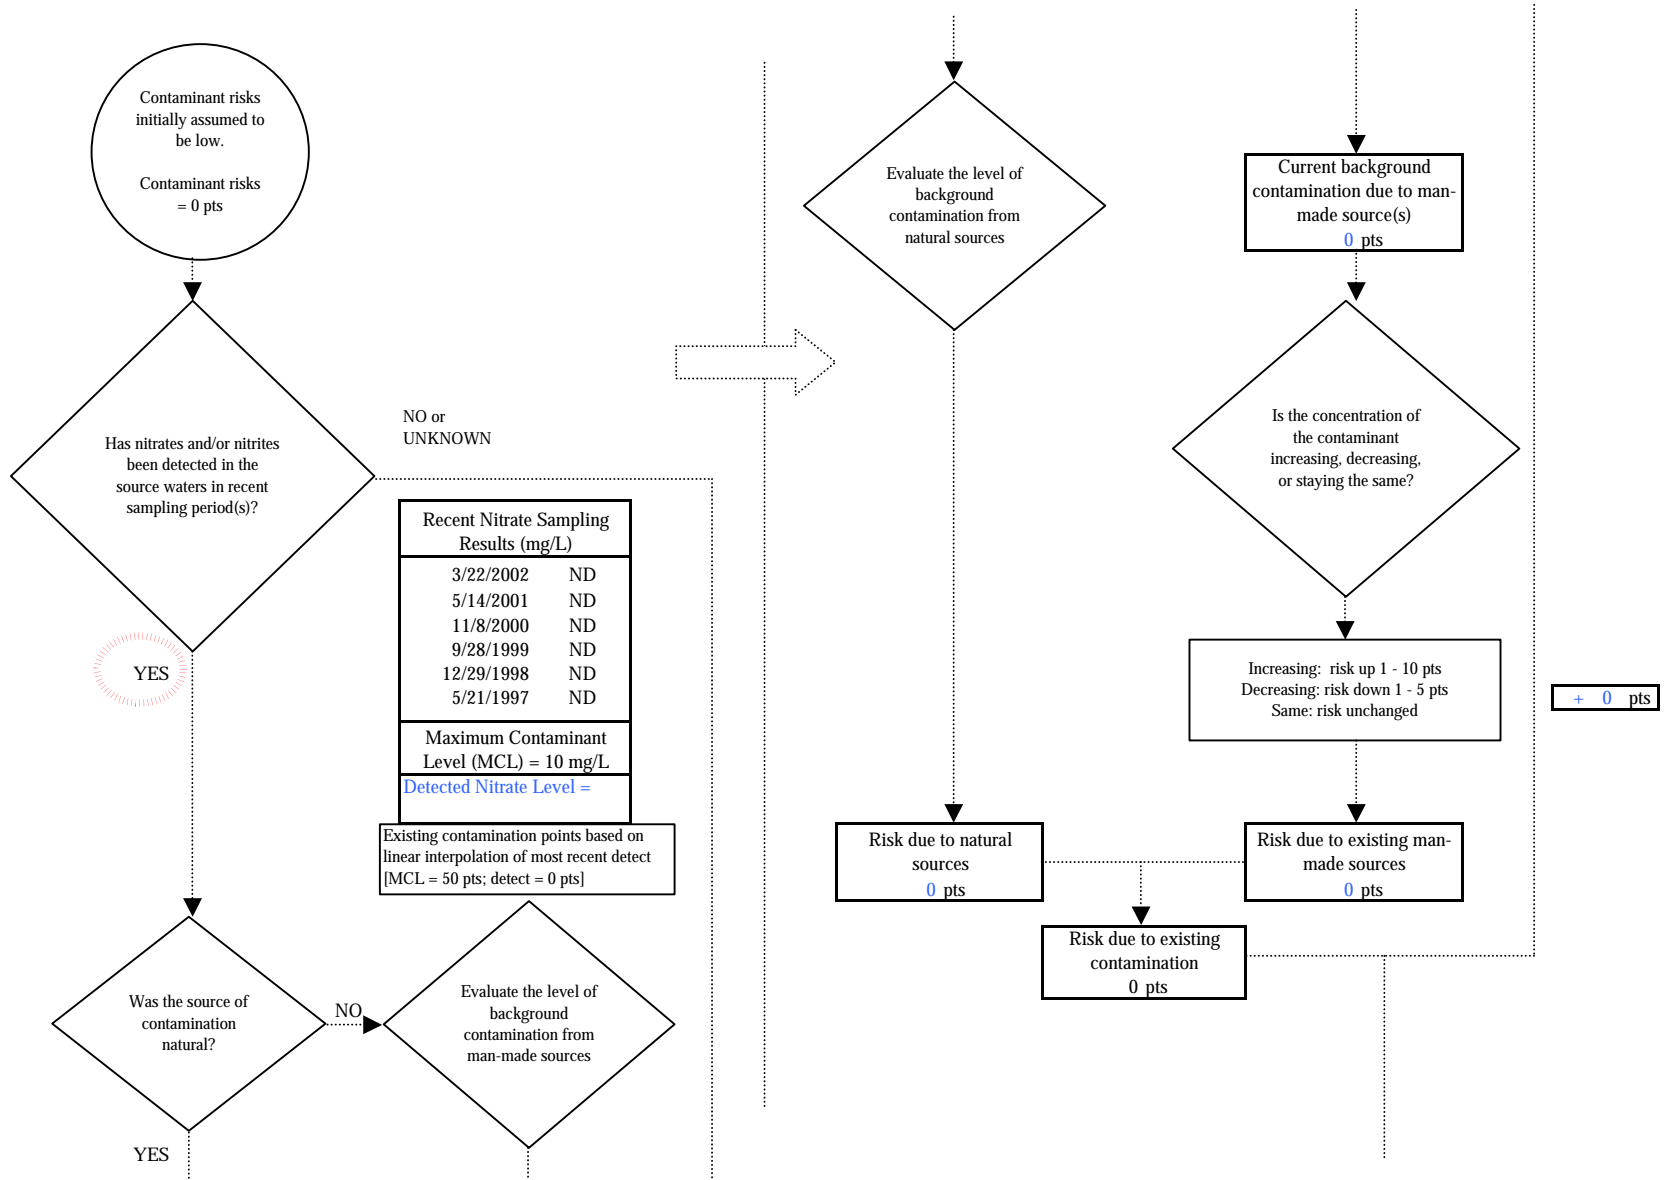 Contaminant risks
initially assumed to
be low.
Contaminant risks
= 0 pts
Has nitrates and/or nitrites
been detected in the
source waters in recent
sampling period(s)?
NO or
UNKNOWN
YES
Recent Nitrate Sampling
Results (mg/L)
3/22/2002 ND
5/14/2001 ND
11/8/2000 ND
9/28/1999 ND
12/29/1998 ND
5/21/1997 ND
Maximum Contaminant
Level (MCL) = 10 mg/L
Detected Nitrate Level =
Existing contamination points based on
linear interpolation of most recent detect
[MCL = 50 pts; detect = 0 pts]
Was the source of
contamination
natural?
NO
YES
Evaluate the level of
background
contamination from
man-made sources
Evaluate the level of
background
contamination from
natural sources
Current background
contamination due to man-
made source(s)
0 pts
Is the concentration of
the contaminant
increasing, decreasing,
or staying the same?
Increasing: risk up 1 - 10 pts
Decreasing: risk down 1 - 5 pts
Same: risk unchanged
+ 0 pts
Risk due to natural
sources
0 pts
Risk due to existing man-
made sources
0 pts
Risk due to existing
contamination
0 pts